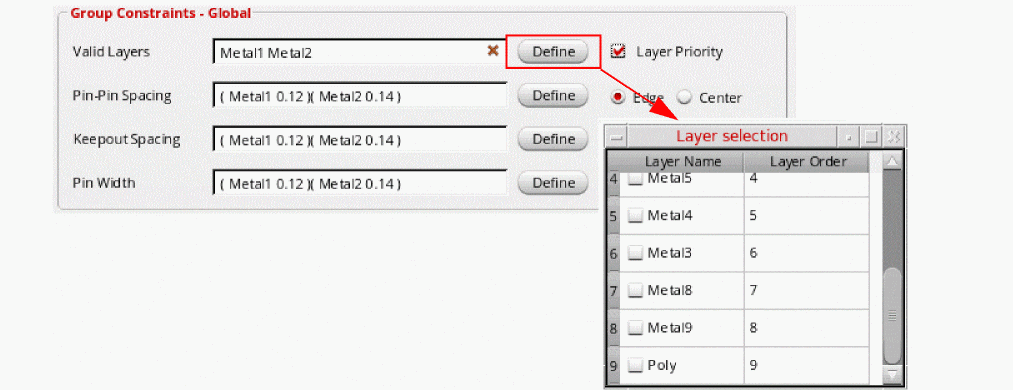 Group Constraints - Global
Valid Layers Metal1 Metal2 Define Layer Priority
Pin-Pin Spacing ( Metal1 0.12 )( Metal2 0.14 ) Define Edge Center
Keepout Spacing ( Metal1 0.12 )( Metal2 0.14 ) Define
Pin Width ( Metal1 0.12 )( Metal2 0.14 ) Define
Layer selection
Layer Name Layer Order
4 Metal5 4
5 Metal4 5
6 Metal3 6
7 Metal8 7
8 Metal9 8
9 Poly 9